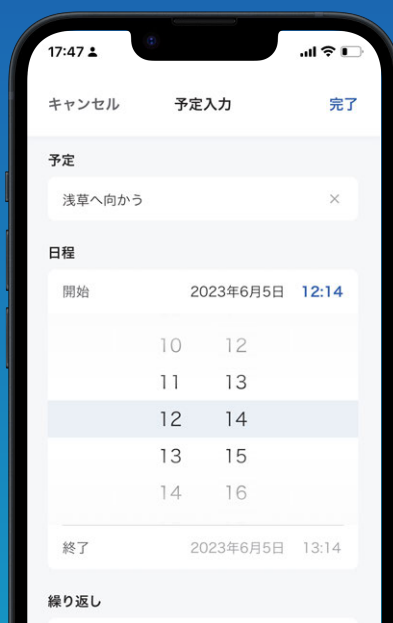 17:47
キャンセル 予定入力 完了
予定
浅草へ向かう ×
日程
開始 2023年6月5日 12:14
10 12
11 13
12 14
13 15
14 16
終了 2023年6月5日 13:14
繰り返し